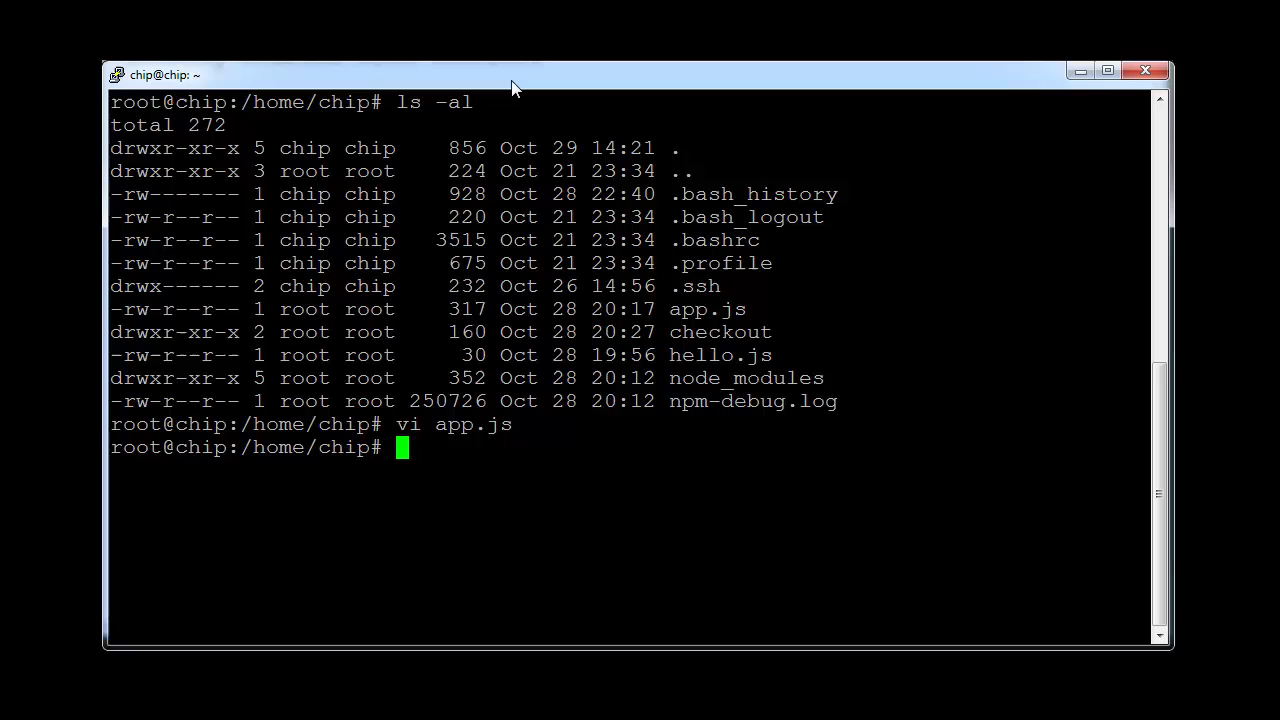 chip@chip: ~
root@chip:/home/chip# ls -al
total 272
drwxr-xr-x 5 chip chip    856 Oct 29 14:21 .
drwxr-xr-x 3 root root    224 Oct 21 23:34 ..
-rw------- 1 chip chip    928 Oct 28 22:40 .bash_history
-rw-r--r-- 1 chip chip    220 Oct 21 23:34 .bash_logout
-rw-r--r-- 1 chip chip   3515 Oct 21 23:34 .bashrc
-rw-r--r-- 1 chip chip    675 Oct 21 23:34 .profile
drwx------ 2 chip chip    232 Oct 26 14:56 .ssh
-rw-r--r-- 1 root root    317 Oct 28 20:17 app.js
drwxr-xr-x 2 root root    160 Oct 28 20:27 checkout
-rw-r--r-- 1 root root     30 Oct 28 19:56 hello.js
drwxr-xr-x 5 root root    352 Oct 28 20:12 node_modules
-rw-r--r-- 1 root root 250726 Oct 28 20:12 npm-debug.log
root@chip:/home/chip# vi app.js
root@chip:/home/chip#